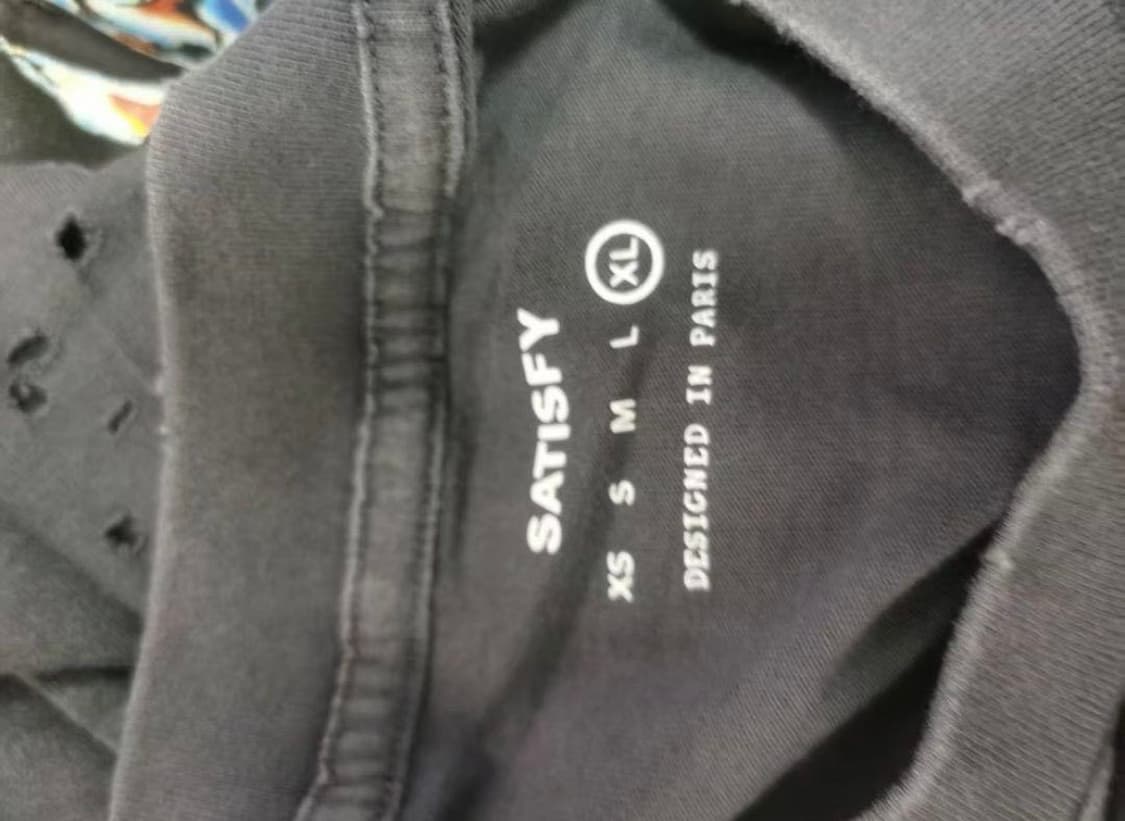 SATISFY
XS S M L XL
DESIGNED IN PARIS